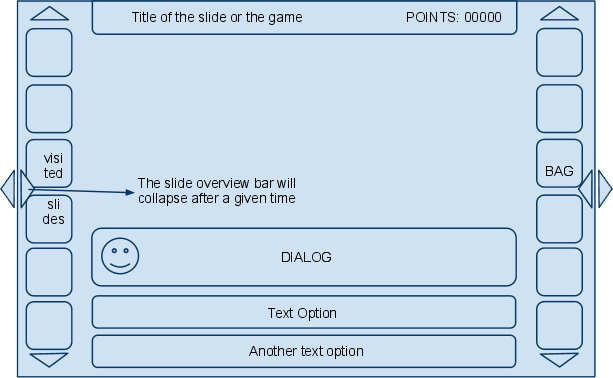 Title of the slide or the game
POINTS: 00000
visi
ted
BAG
The slide overview bar will
collapse after a given time
sli
des
DIALOG
Text Option
Another text option